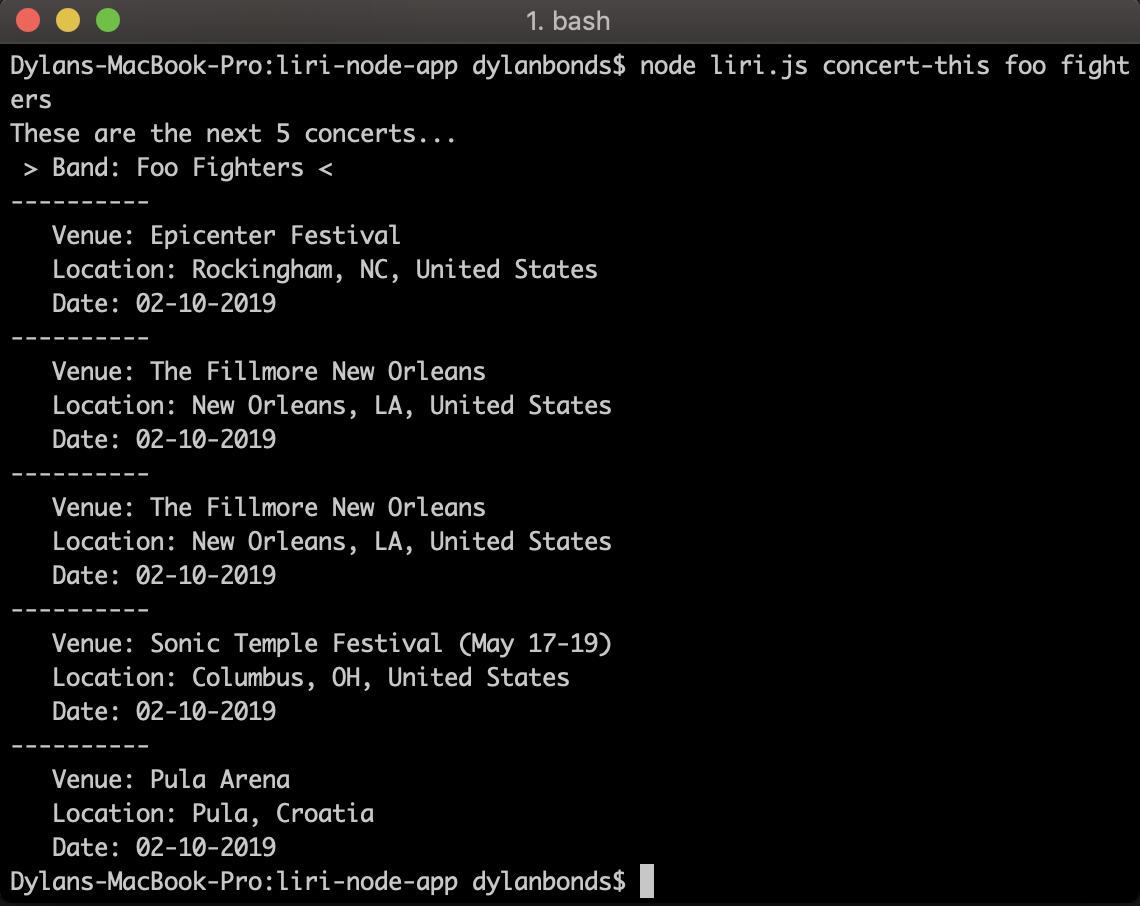 1. bash
Dylans-MacBook-Pro:liri-node-app dylanbonds$ node liri.js concert-this foo fight
ers
These are the next 5 concerts...
 > Band: Foo Fighters <
----------
   Venue: Epicenter Festival
   Location: Rockingham, NC, United States
   Date: 02-10-2019
----------
   Venue: The Fillmore New Orleans
   Location: New Orleans, LA, United States
   Date: 02-10-2019
----------
   Venue: The Fillmore New Orleans
   Location: New Orleans, LA, United States
   Date: 02-10-2019
----------
   Venue: Sonic Temple Festival (May 17-19)
   Location: Columbus, OH, United States
   Date: 02-10-2019
----------
   Venue: Pula Arena
   Location: Pula, Croatia
   Date: 02-10-2019
Dylans-MacBook-Pro:liri-node-app dylanbonds$